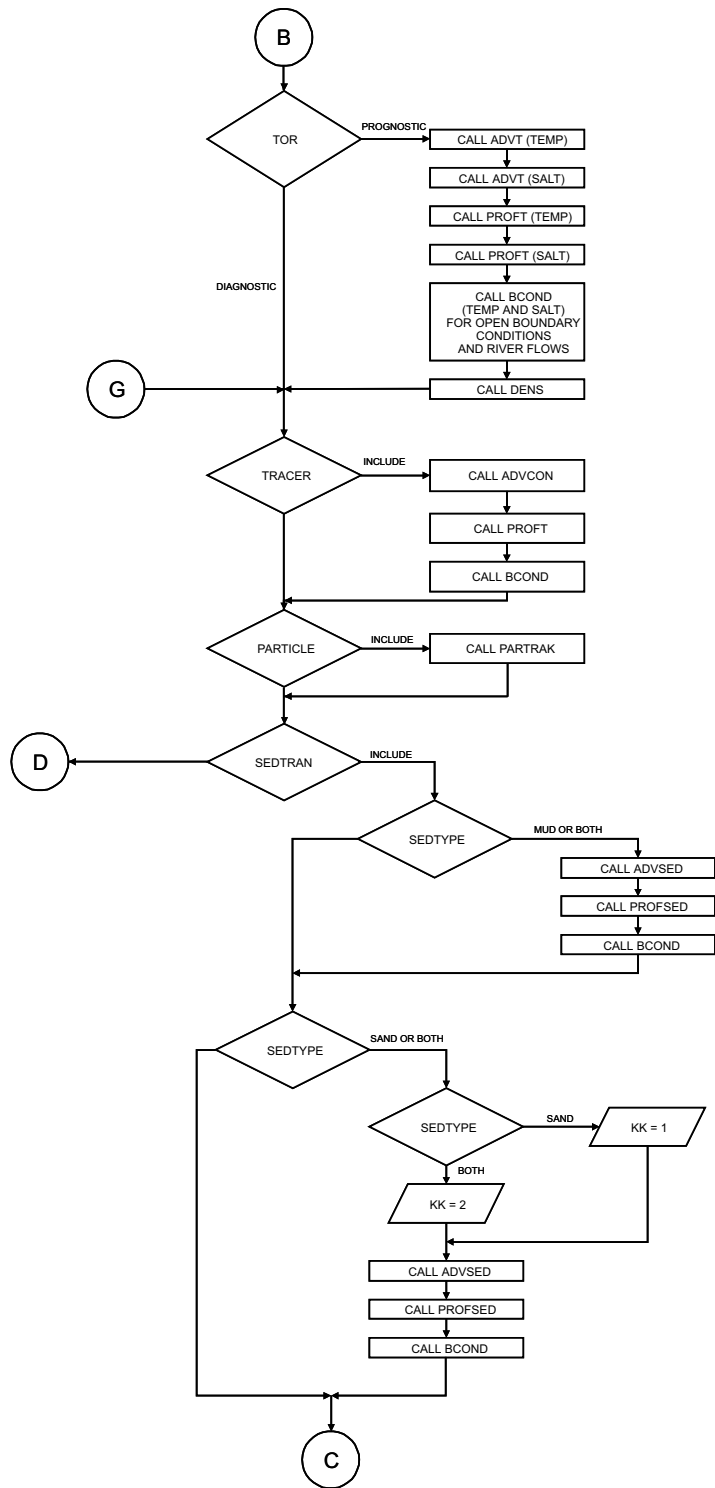 B
TOR
PROGNOSTIC
CALL ADVT (TEMP)
CALL ADVT (SALT)
CALL PROFT (TEMP)
CALL PROFT (SALT)
DIAGNOSTIC
CALL BCOND
(TEMP AND SALT)
FOR OPEN BOUNDARY
CONDITIONS
AND RIVER FLOWS
G
CALL DENS
TRACER
INCLUDE
CALL ADVCON
CALL PROFT
CALL BCOND
PARTICLE
INCLUDE
CALL PARTRAK
D
SEDTRAN
INCLUDE
SEDTYPE
MUD OR BOTH
CALL ADVSED
CALL PROFSED
CALL BCOND
SEDTYPE
SAND OR BOTH
SEDTYPE
SAND
KK = 1
BOTH
KK = 2
CALL ADVSED
CALL PROFSED
CALL BCOND
C